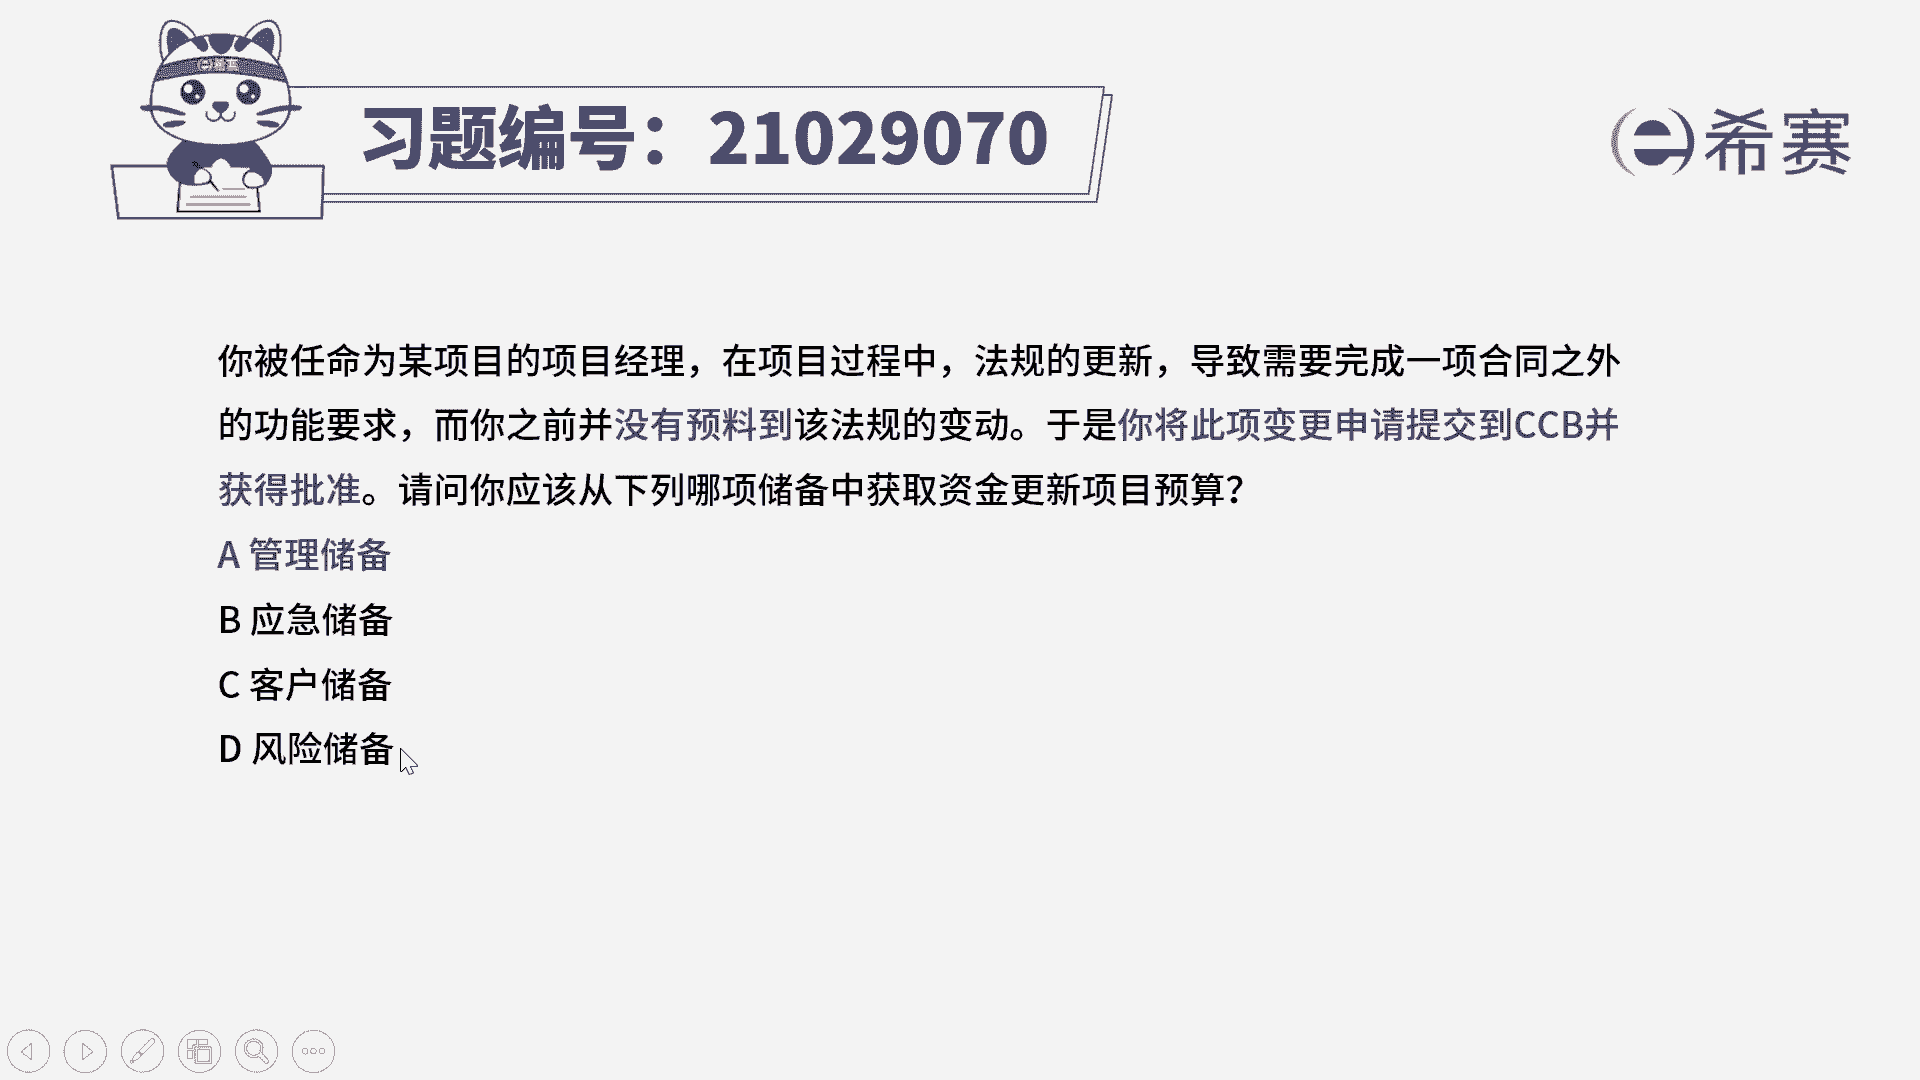 希赛
习题编号：21029070
希赛
你被任命为某项目的项目经理，在项目过程中，法规的更新，导致需要完成一项合同之外
的功能要求，而你之前并没有预料到该法规的变动。于是你将此项变更申请提交到CCB并
获得批准。请问你应该从下列哪项储备中获取资金更新项目预算？
A 管理储备
B 应急储备
C 客户储备
D 风险储备